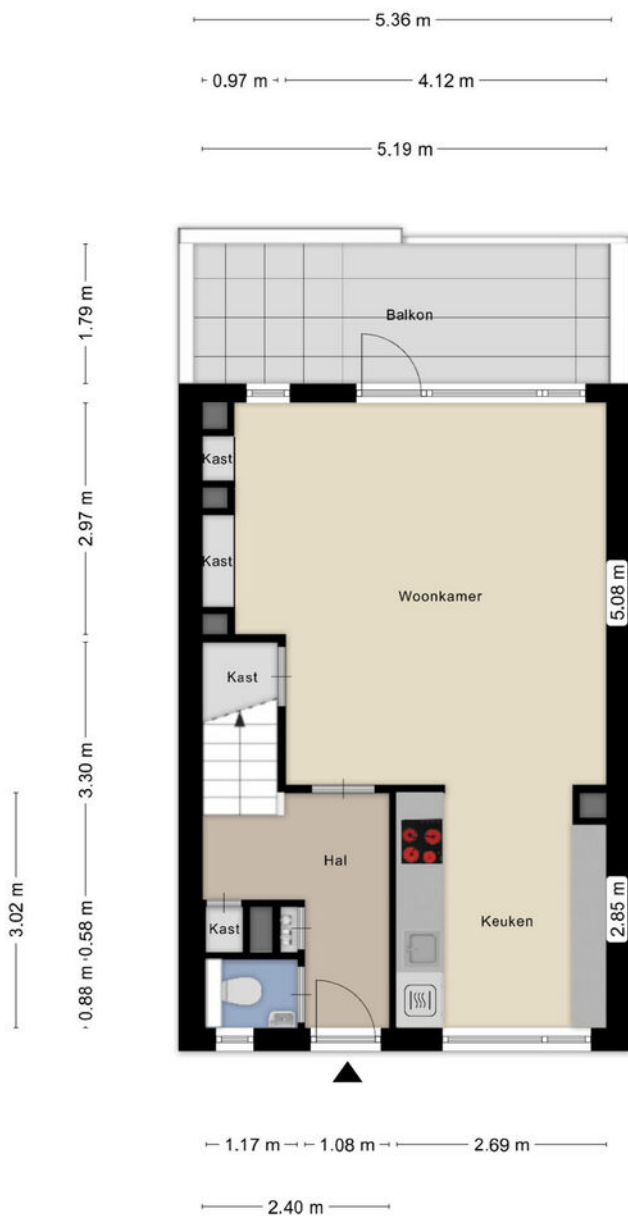 5.36 m
0.97 m
4.12 m
5.19 m
1.79 m
Balkon
Kast
2.97 m
Kast
Woonkamer
5.08 m
Kast
3.30 m
Hal
3.02 m
Kast
Keuken
2.85 m
0.58 m
0.88 m
1.17 m
1.08 m
2.69 m
2.40 m